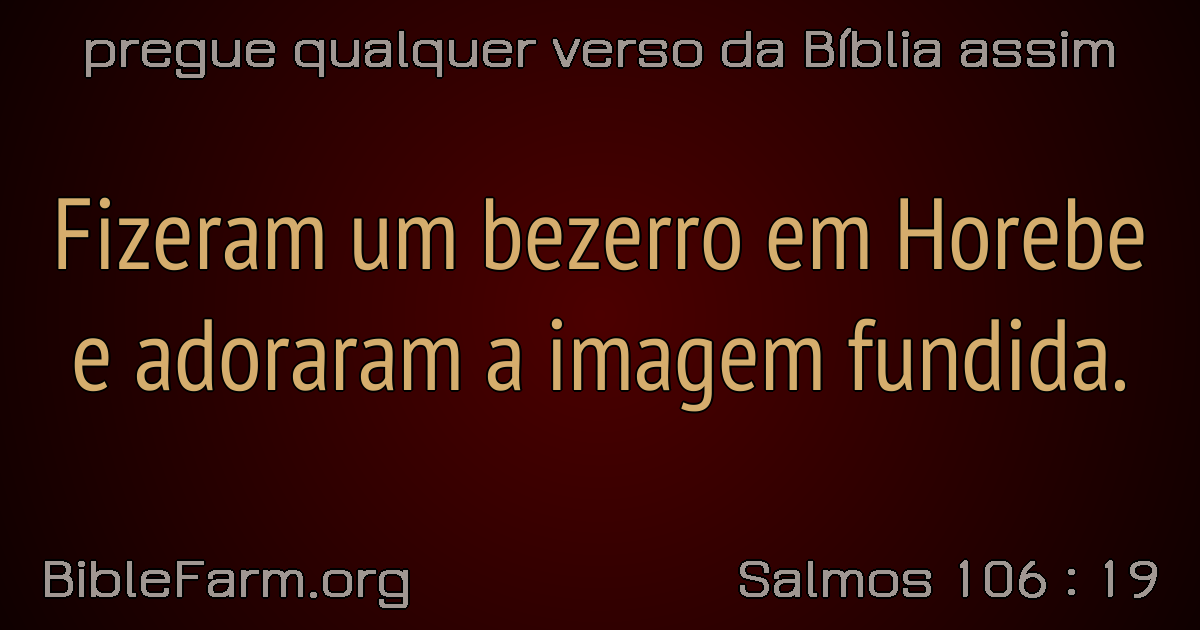 pregue qualquer verso da Bíblia assim
Fizeram um bezerro em Horebe
e adoraram a imagem fundida.
BibleFarm.org
Salmos 106 : 19